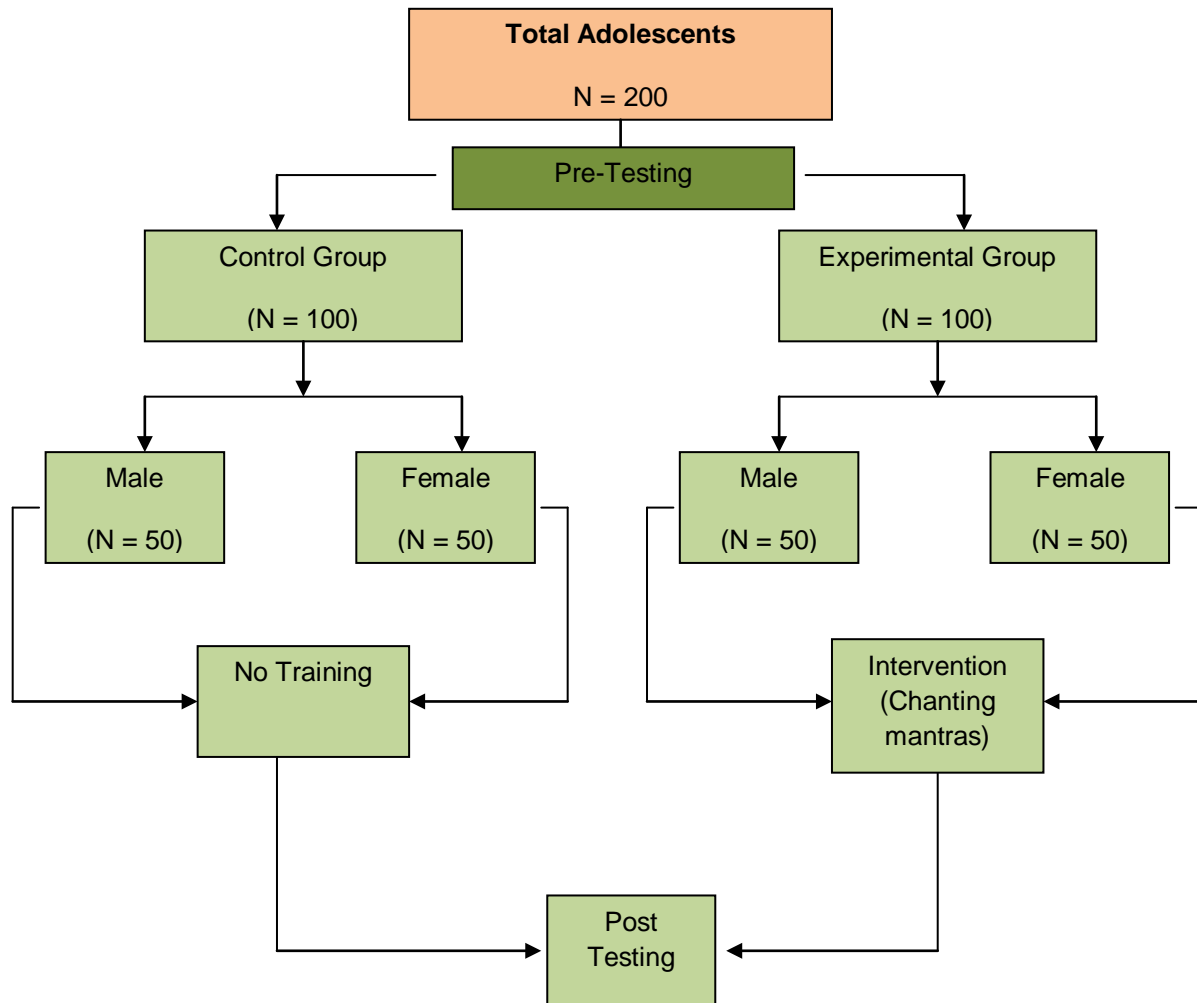 Total Adolescents
N = 200
Pre-Testing
Control Group
(N = 100)
Experimental Group
(N = 100)
Male
(N = 50)
Female
(N = 50)
Male
(N = 50)
Female
(N = 50)
No Training
Intervention
(Chanting
mantras)
Post
Testing